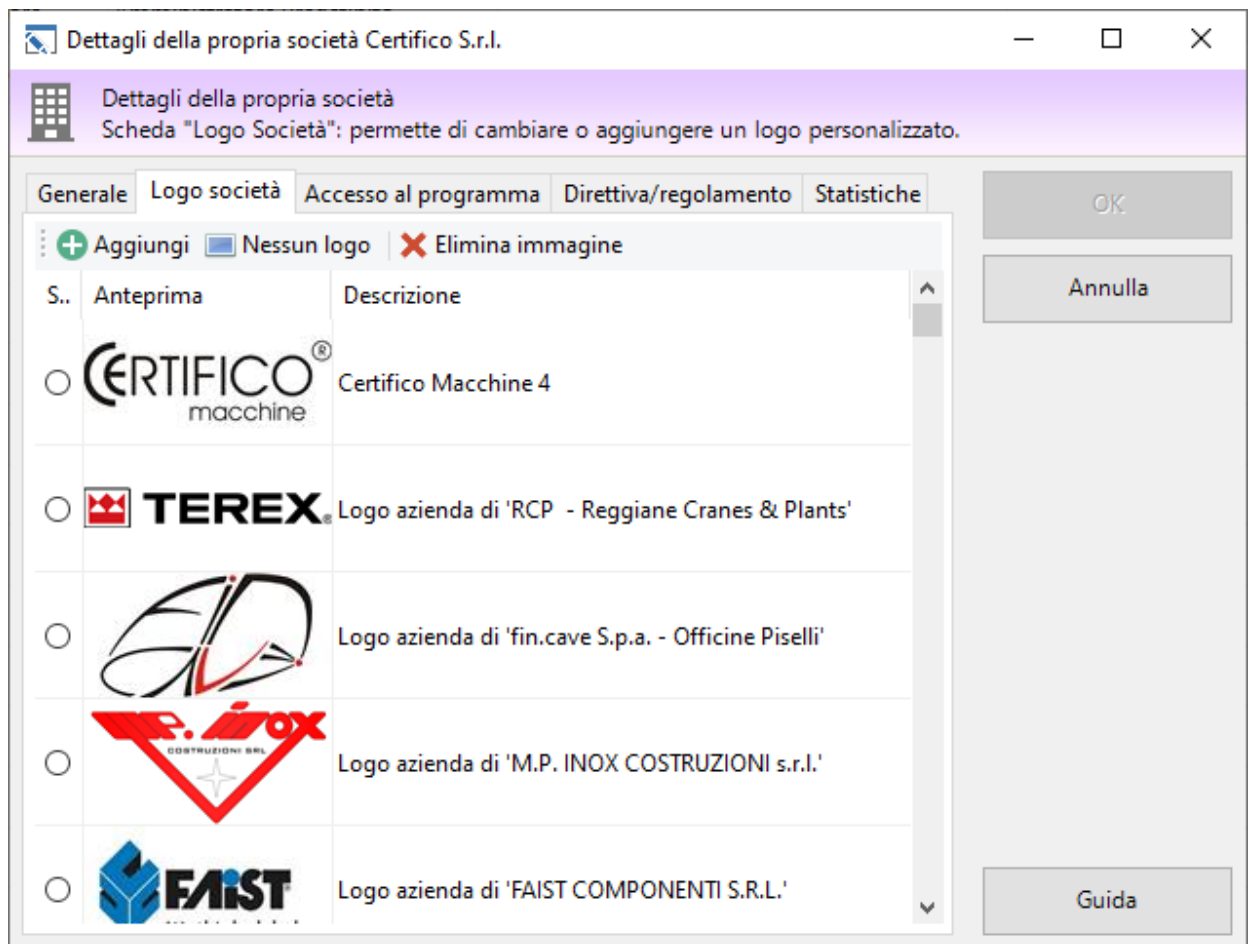 Dettagli della propria società Certifico S.r.l.
Dettagli della propria società
Scheda "Logo Società": permette di cambiare o aggiungere un logo personalizzato.
Generale Logo società Accesso al programma Direttiva/regolamento Statistiche
OK
Annulla
Aggiungi Nessun logo Elimina immagine
S.. Anteprima Descrizione
CERTIFICO®
macchine
Certifico Macchine 4
TEREX®
Logo azienda di 'RCP - Reggiane Cranes & Plants'
Logo azienda di 'fin.cave S.p.a. - Officine Piselli'
mp. inox
COSTRUZIONI SRL
Logo azienda di 'M.P. INOX COSTRUZIONI s.r.l.'
FAIST
Logo azienda di 'FAIST COMPONENTI S.R.L.'
Guida